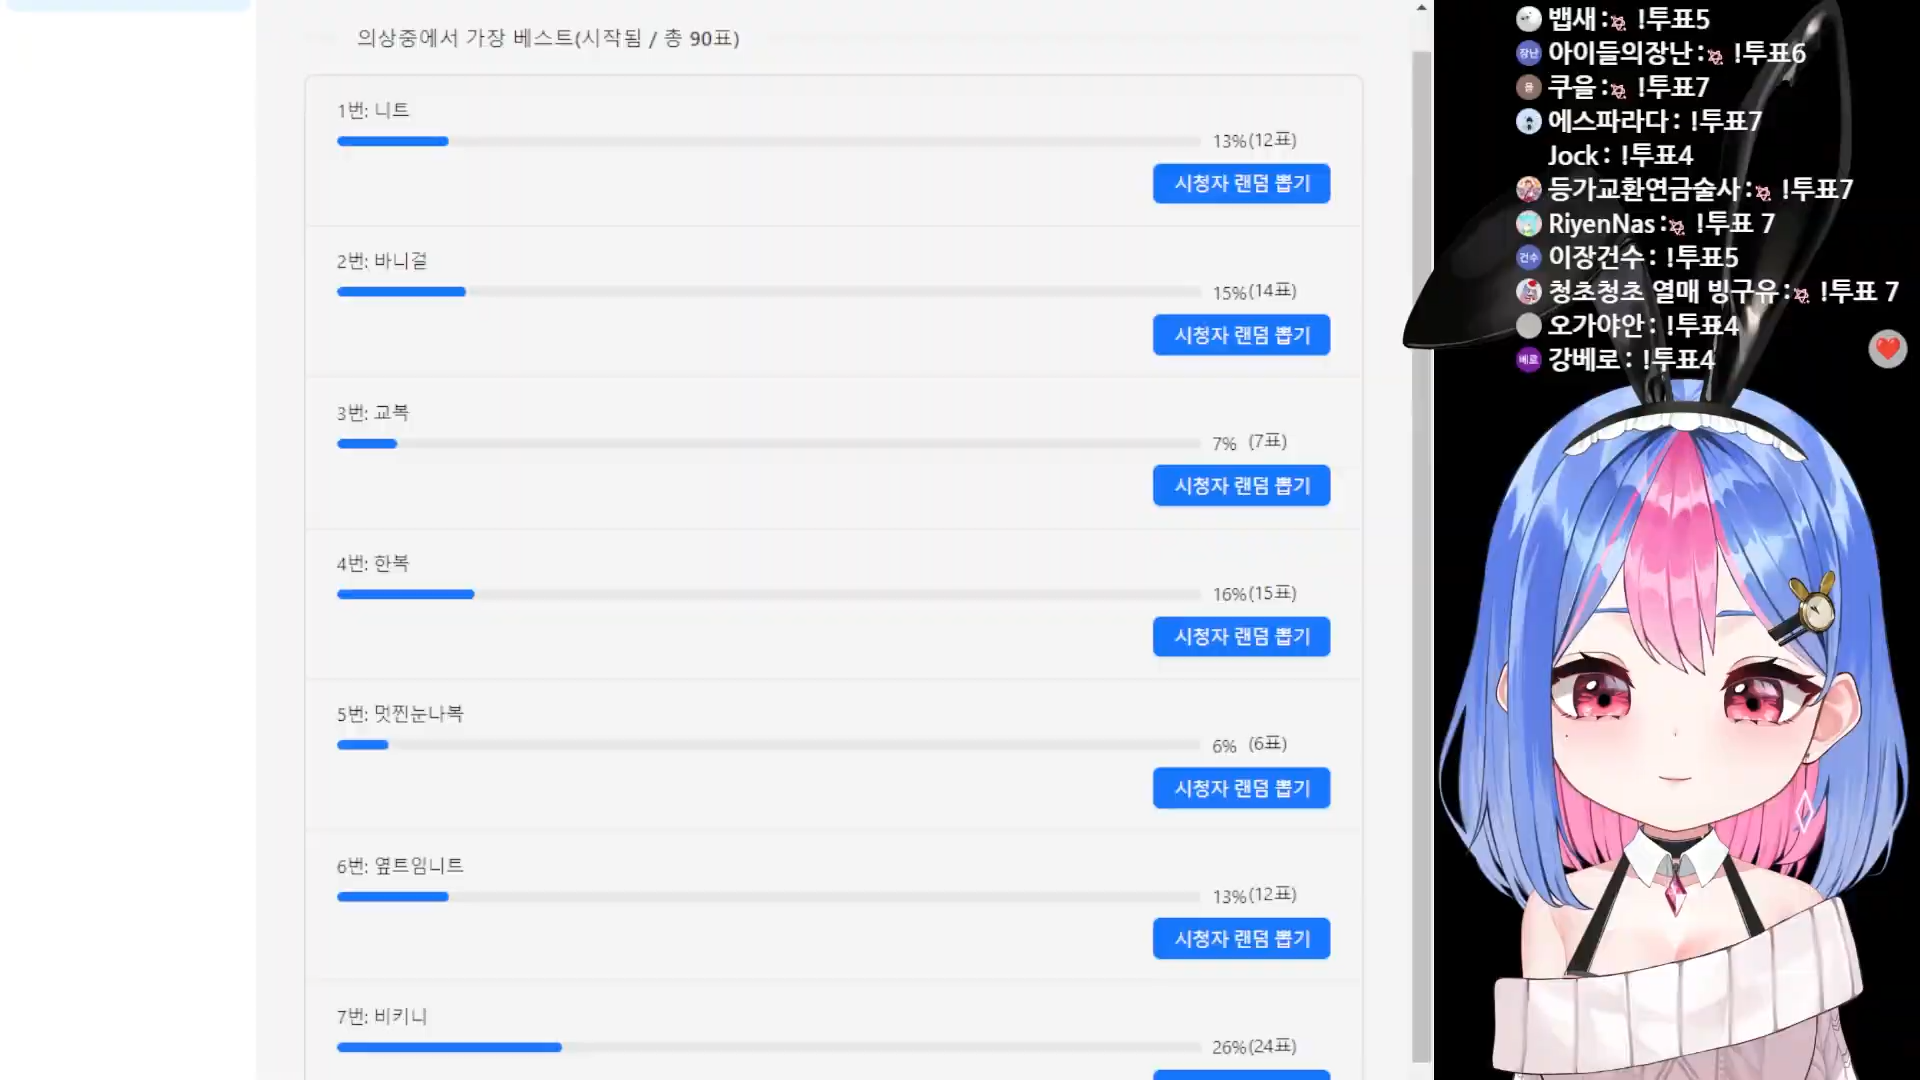 의상중에서 가장 베스트(시작됨 / 총 90표)
1번: 니트
13%(12표)
시청자 랜덤 뽑기
2번: 바니걸
15%(14표)
시청자 랜덤 뽑기
3번: 교복
7% (7표)
시청자 랜덤 뽑기
4번: 한복
16%(15표)
시청자 랜덤 뽑기
5번: 멋찐눈나복
6% (6표)
시청자 랜덤 뽑기
6번: 옆트임니트
13%(12표)
시청자 랜덤 뽑기
7번: 비키니
26%(24표)
뱁새: !투표5
장난 아이들의장난: !투표6
쿠을: !투표7
에스파라다: !투표7
Jock: !투표4
등가교환연금술사: !투표7
RiyenNas: !투표 7
건수 이장건수: !투표5
청초청초 열매 빙구유: !투표 7
오가야안: !투표4
베로 강베로: !투표4